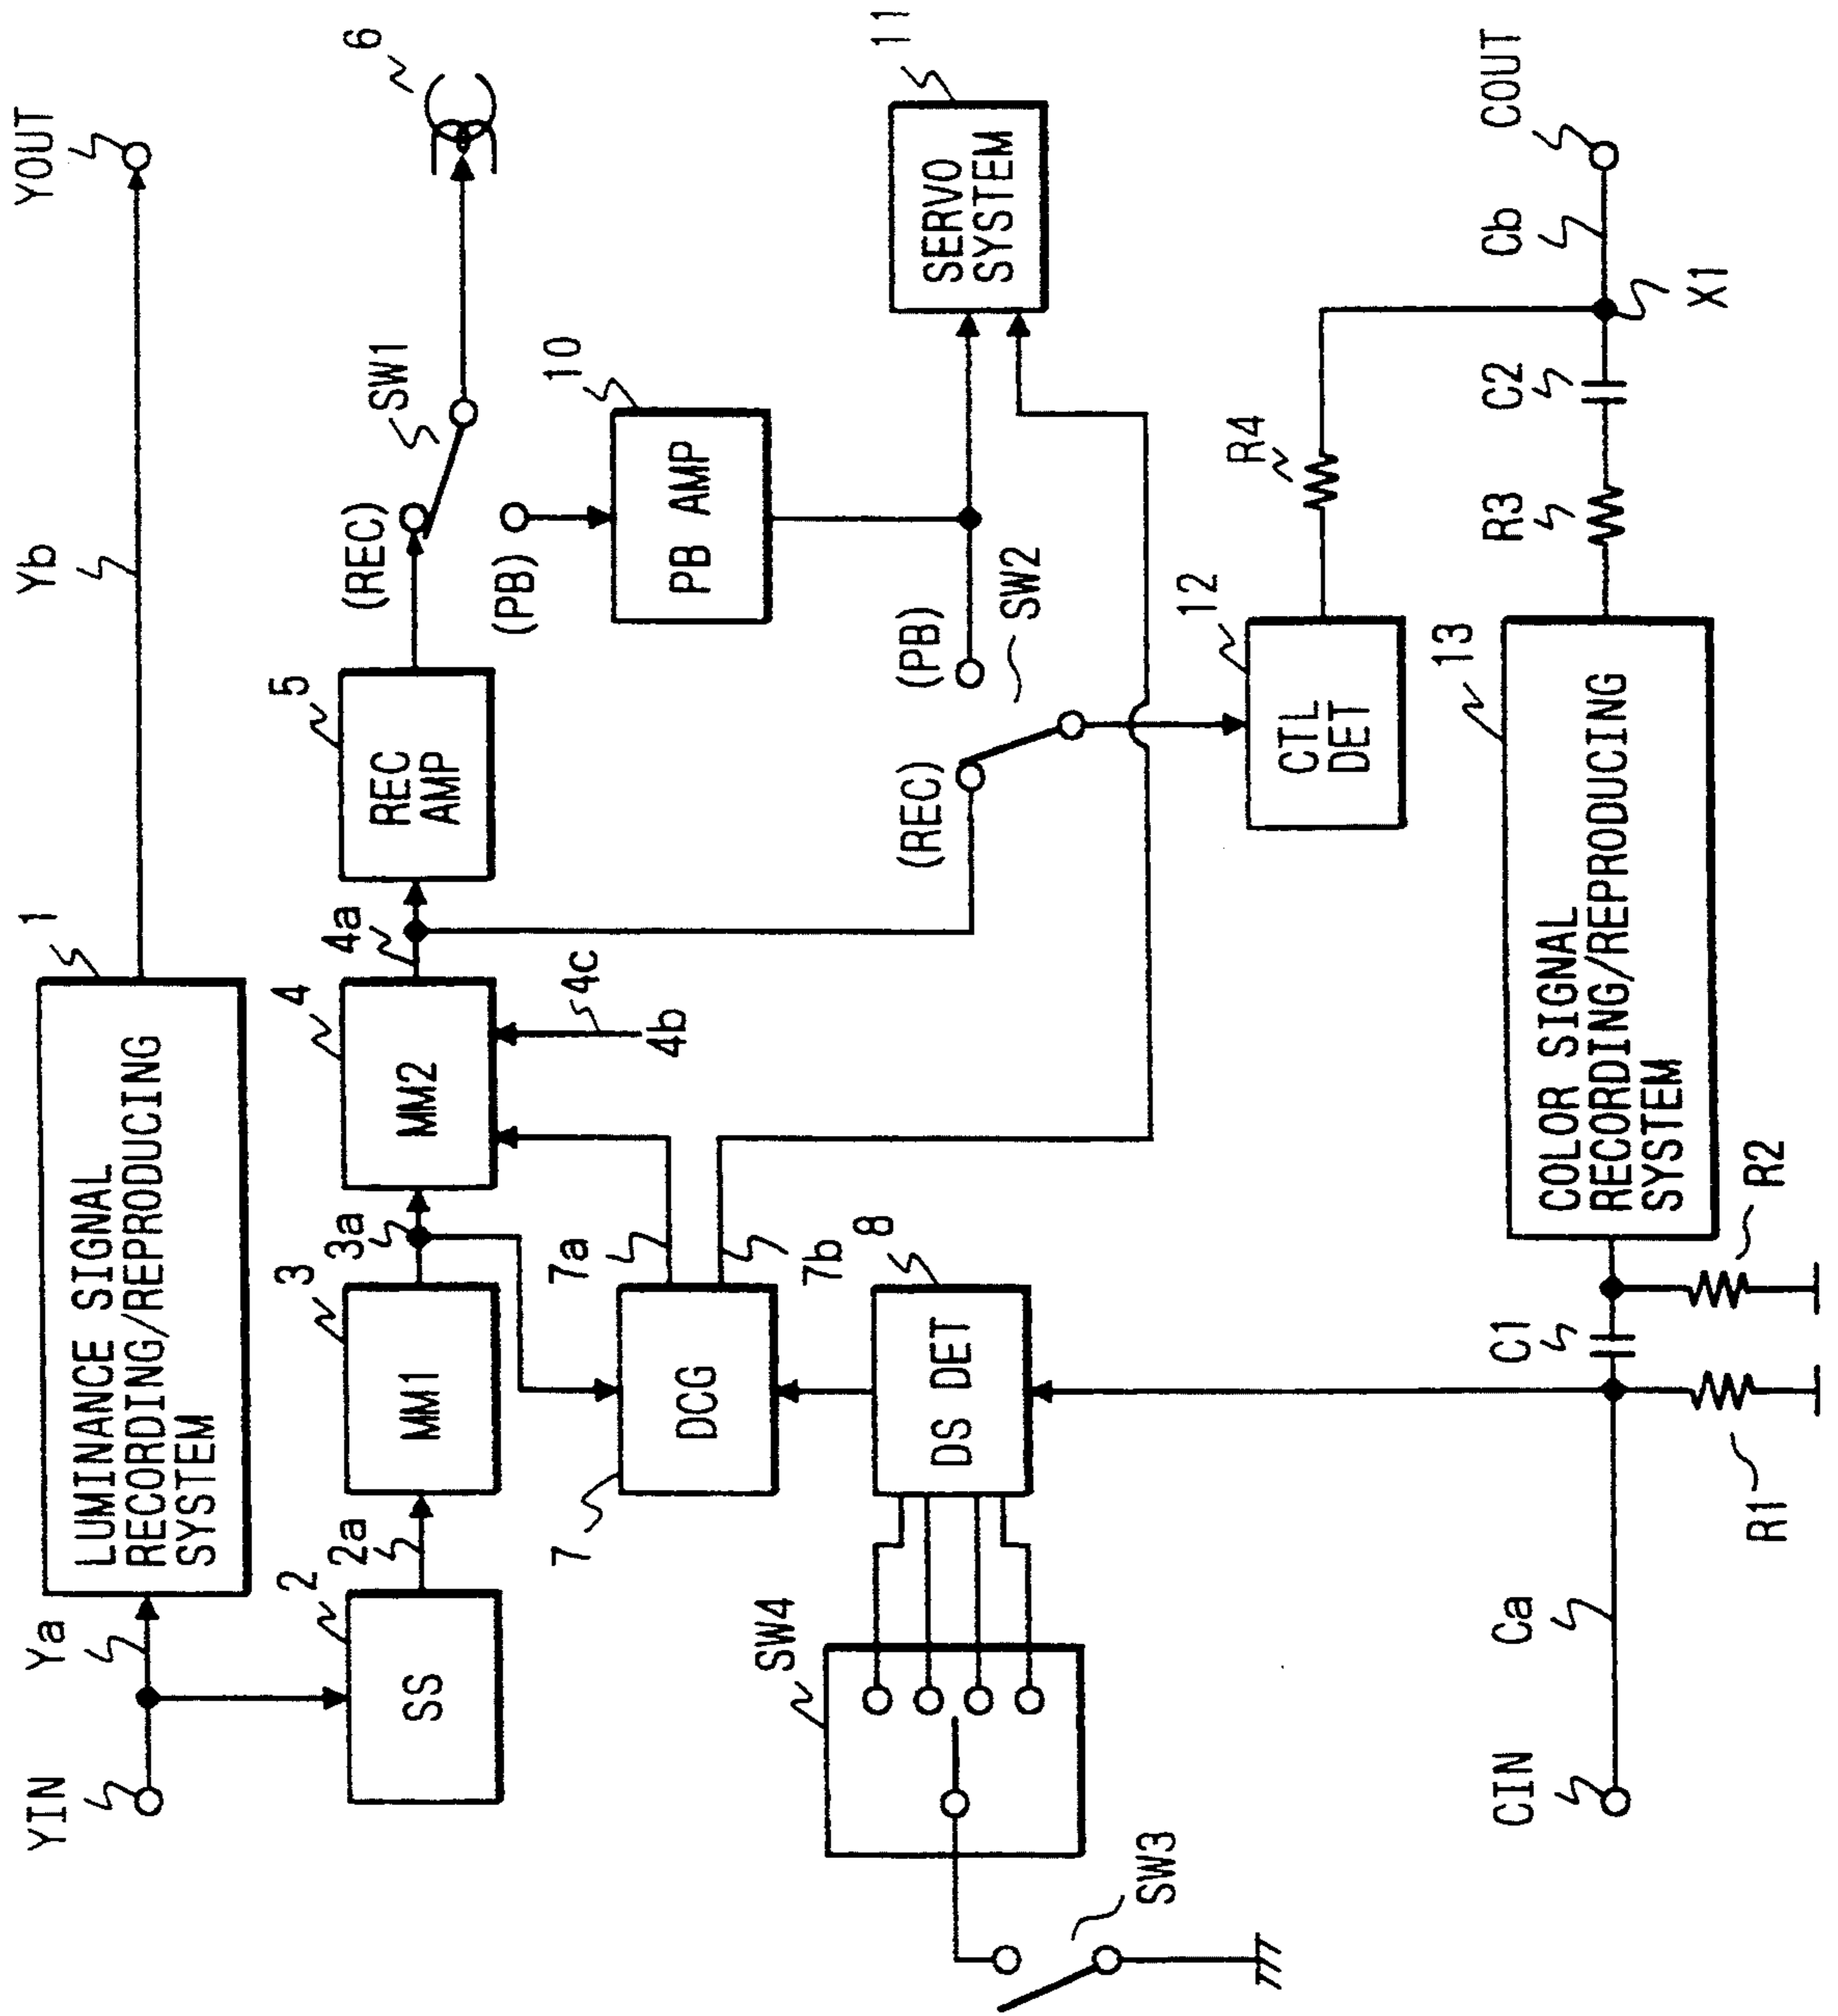 YIN
Ya
1
Yb
YOUT
LUMINANCE SIGNAL
RECORDING/REPRODUCING
SYSTEM
2
SS
2a
3
MM1
3a
4
MM2
4a
4c
4b
5
REC
AMP
(REC)
SW1
6
(PB)
10
PB AMP
7
DCG
7a
7b
8
DS DET
SW4
SW3
(REC)
(PB)
SW2
11
SERVO
SYSTEM
12
CTL
DET
R4
CIN
Ca
R1
C1
R2
13
COLOR SIGNAL
RECORDING/REPRODUCING
SYSTEM
R3
C2
X1
Cb
COUT